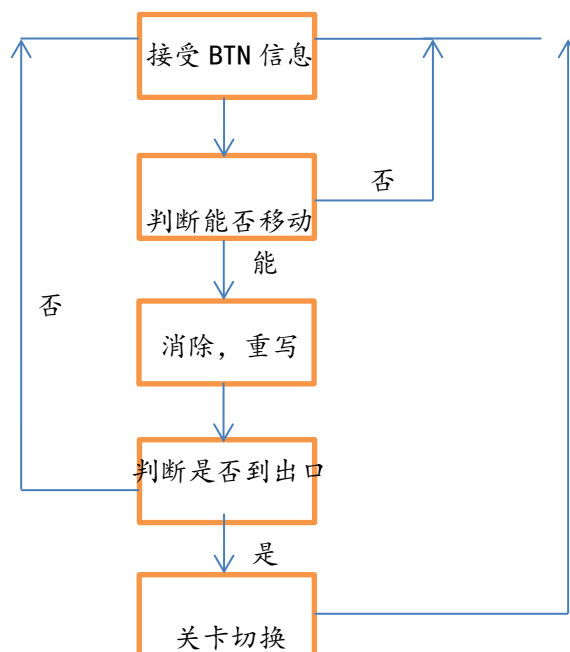 接受 BTN 信息
否
判断能否移动
能
否
消除，重写
判断是否到出口
是
关卡切换